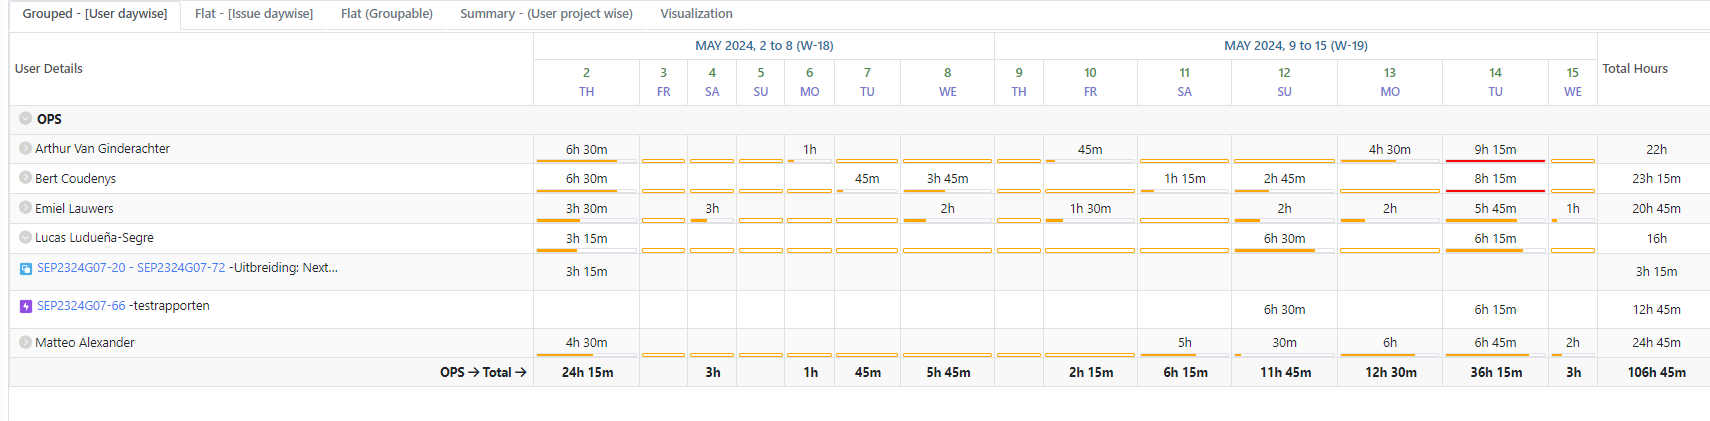 Grouped - [User daywise] Flat - [Issue daywise] Flat (Groupable) Summary - (User project wise) Visualization
User Details MAY 2024, 2 to 8 (W-18) MAY 2024, 9 to 15 (W-19) Total Hours
2 3 4 5 6 7 8 9 10 11 12 13 14 15
TH FR SA SU MO TU WE TH FR SA SU MO TU WE
OPS
Arthur Van Ginderachter 6h 30m 1h 45m 4h 30m 9h 15m 22h
Bert Coudenys 6h 30m 45m 3h 45m 1h 15m 2h 45m 8h 15m 23h 15m
Emiel Lauwers 3h 30m 3h 2h 1h 30m 2h 2h 5h 45m 1h 20h 45m
Lucas Ludueña-Segre 3h 15m 6h 30m 6h 15m 16h
SEP2324G07-20 - SEP2324G07-72 -Uitbreiding: Next... 3h 15m 3h 15m
SEP2324G07-66 -testrapporten 6h 30m 6h 15m 12h 45m
Matteo Alexander 4h 30m 5h 30m 6h 6h 45m 2h 24h 45m
OPS → Total → 24h 15m 3h 1h 45m 5h 45m 2h 15m 6h 15m 11h 45m 12h 30m 36h 15m 3h 106h 45m